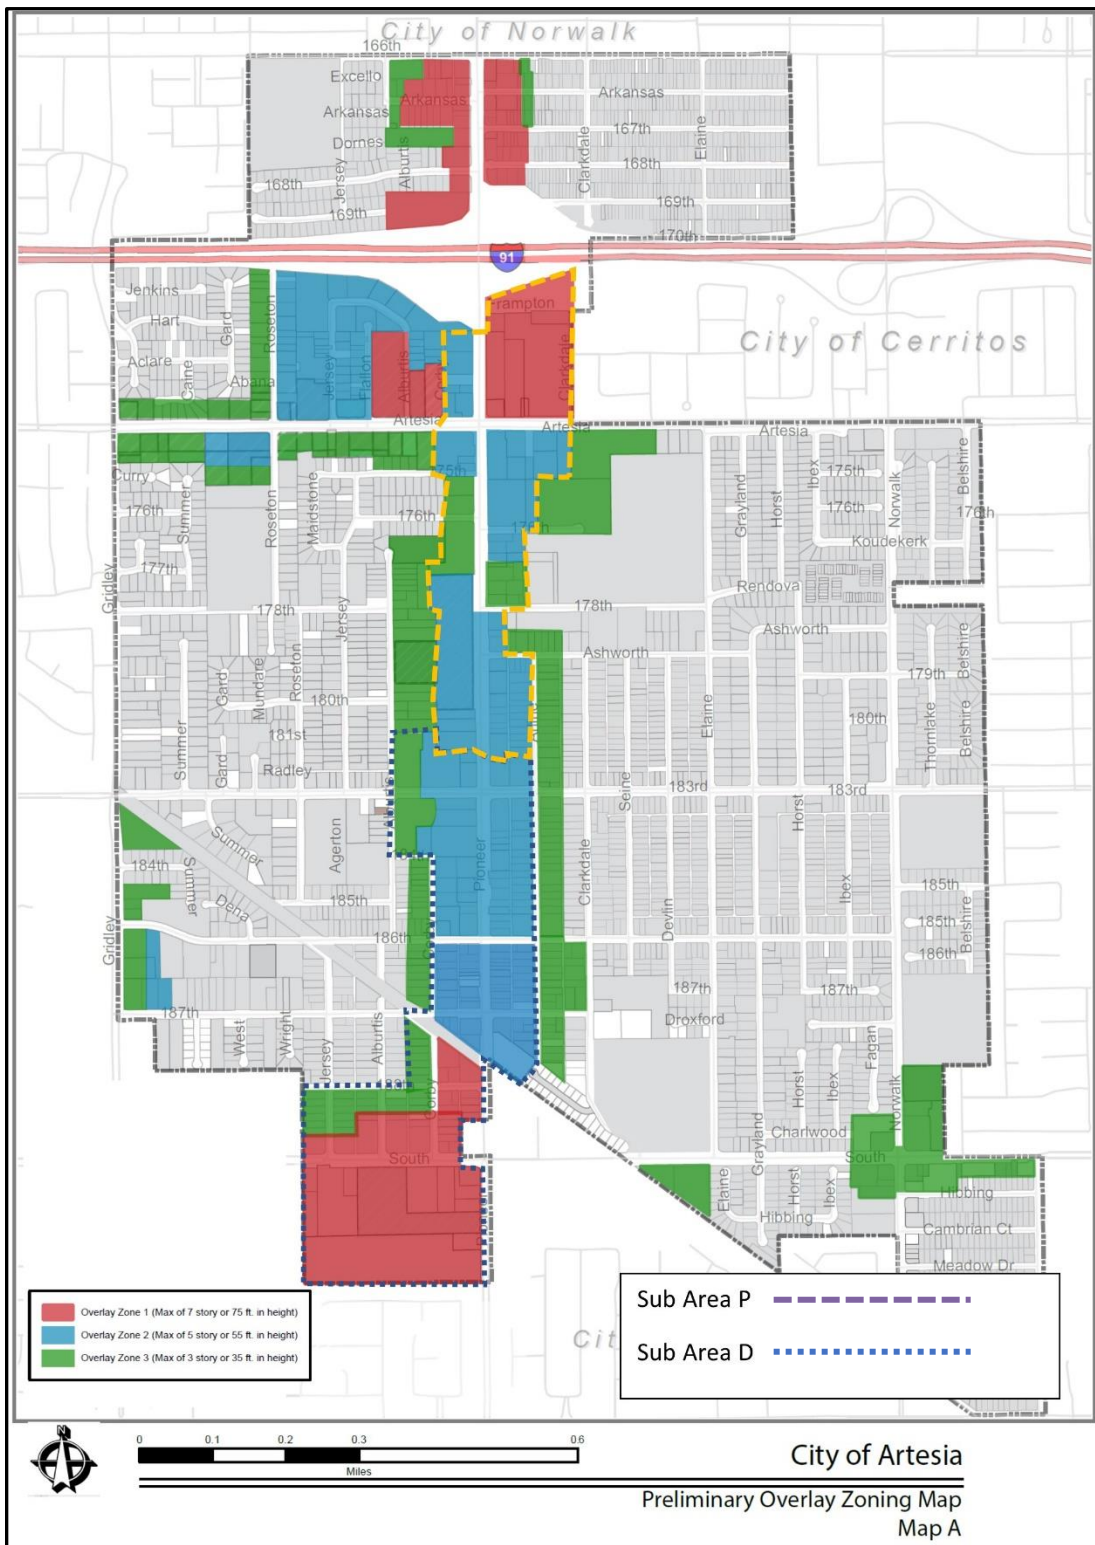 City of Norwalk
166th
Excello
Arkansas
Arkansas
Arkansas
Dornes
167th
168th
168th
169th
169th
170th
Jersey
Alburtis
Clarkdale
Elaine
91
Jenkins
Hart
Aclare
Caine
Gard
Abana
Roseton
Jersey
Flallon
Alburtis
Frampton
Clarkdale
City of Cerritos
Artesia
Artesia
Artesia
Curry
Summer
176th
177th
Gridley
Roseton
Maidstone
75th
176th
176th
178th
178th
Jersey
Grayland
Horst
Ibex
175th
176th
Norwalk
Belshire
176th
Koudekerk
Rendova
Ashworth
Ashworth
Gard
Mundare
Roseton
180th
181st
Summer
Gard
Radley
Elaine
180th
179th
Belshire
Thornlake
Belshire
Seine
183rd
183rd
Horst
Summer
184th
Summer
Dena
Agerton
185th
186th
Pioneer
Clarkdale
Devlin
Ibex
185th
185th
186th
Belshire
Gridley
187th
West
Wright
Jersey
Alburtis
Corby
187th
Droxford
187th
Fagan
Horst
Ibex
Norwalk
Grayland
Charlwood
South
South
Elaine
Horst
Ibex
Hibbing
Hibbing
Cambrian Ct
Meadow Dr
Overlay Zone 1 (Max of 7 story or 75 ft. in height)
Overlay Zone 2 (Max of 5 story or 55 ft. in height)
Overlay Zone 3 (Max of 3 story or 35 ft. in height)
Sub Area P
Sub Area D
N
0 0.1 0.2 0.3 0.6
Miles
City of Artesia
Preliminary Overlay Zoning Map
Map A